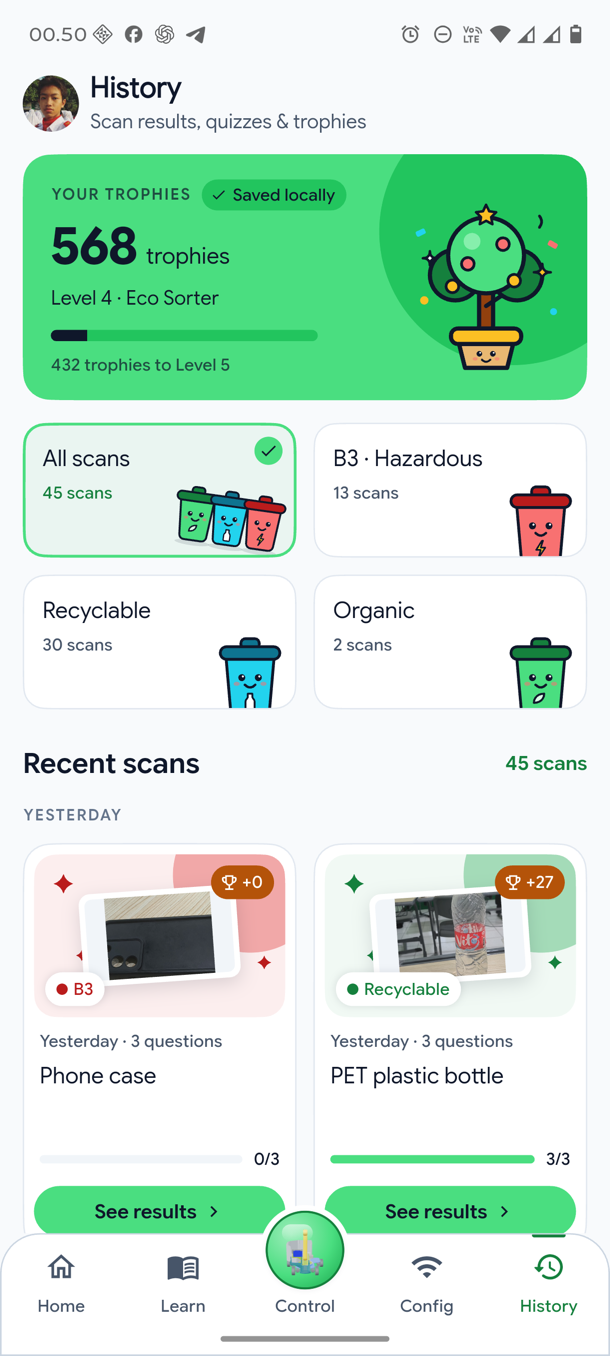 00.50
VoLTE
History
Scan results, quizzes & trophies
YOUR TROPHIES
Saved locally
568 trophies
Level 4 · Eco Sorter
432 trophies to Level 5
All scans
45 scans
B3 · Hazardous
13 scans
Recyclable
30 scans
Organic
2 scans
Recent scans
45 scans
YESTERDAY
+0
B3
Yesterday · 3 questions
Phone case
0/3
See results
+27
Recyclable
Yesterday · 3 questions
PET plastic bottle
3/3
See results
Home
Learn
Control
Config
History